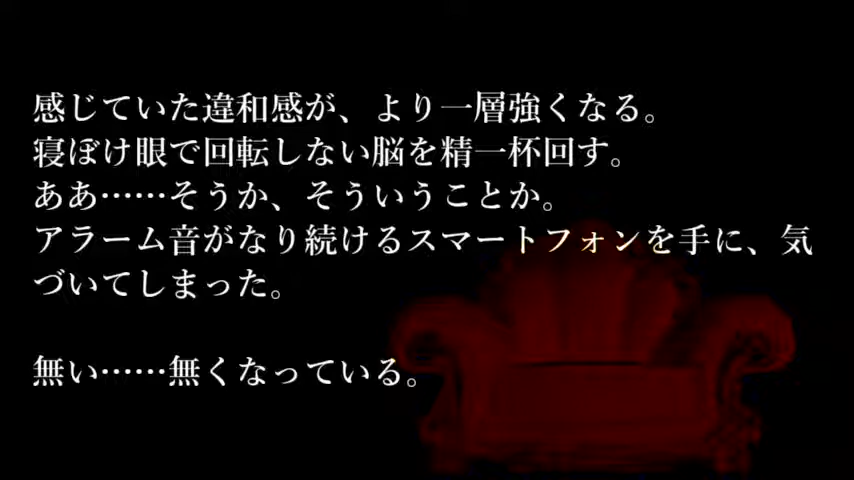 感じていた違和感が、より一層強くなる。
寝ぼけ眼で回転しない脳を精一杯回す。
ああ……そうか、そういうことか。
アラーム音がなり続けるスマートフォンを手に、気
づいてしまった。
無い……無くなっている。